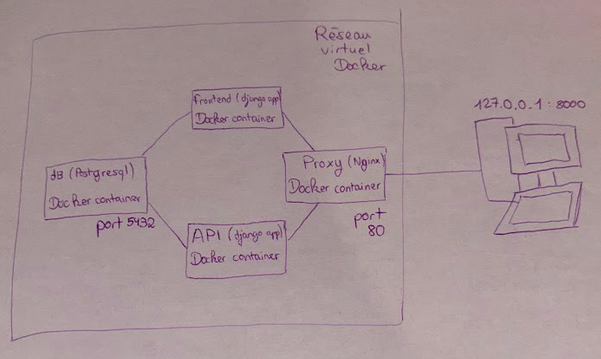 Réseau
virtuel
Docker
frontend (django app)
Docker container
127.0.0.1 : 8000
dB (Postgresql)
Docker container
port 5432
Proxy (Nginx)
Docker container
port
80
API (django app)
Docker container